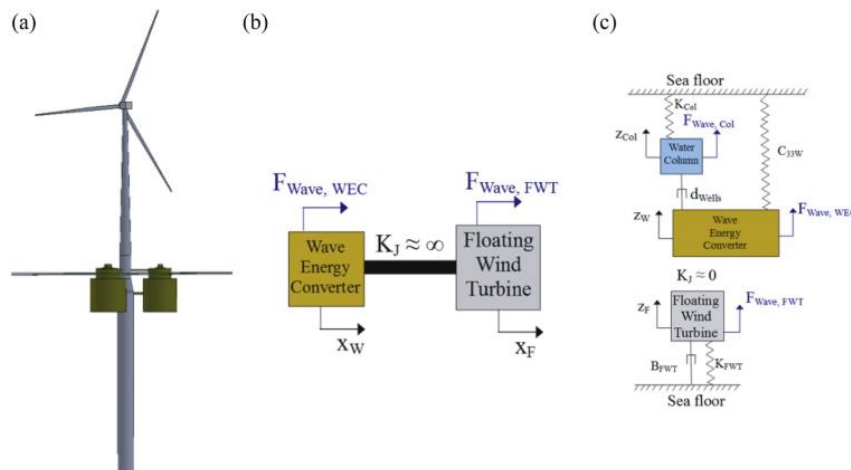 (a)
(b)
(c)
F_Wave, WEC
F_Wave, FWT
Wave
Energy
Converter
K_J ≈ ∞
Floating
Wind
Turbine
x_W
x_F
Sea floor
K_Col
z_Col
F_Wave, Col
Water
Column
C_33W
d_Wells
z_W
F_Wave, WEC
Wave
Energy
Converter
K_J ≈ 0
z_F
Floating
Wind
Turbine
F_Wave, FWT
B_FWT
K_FWT
Sea floor